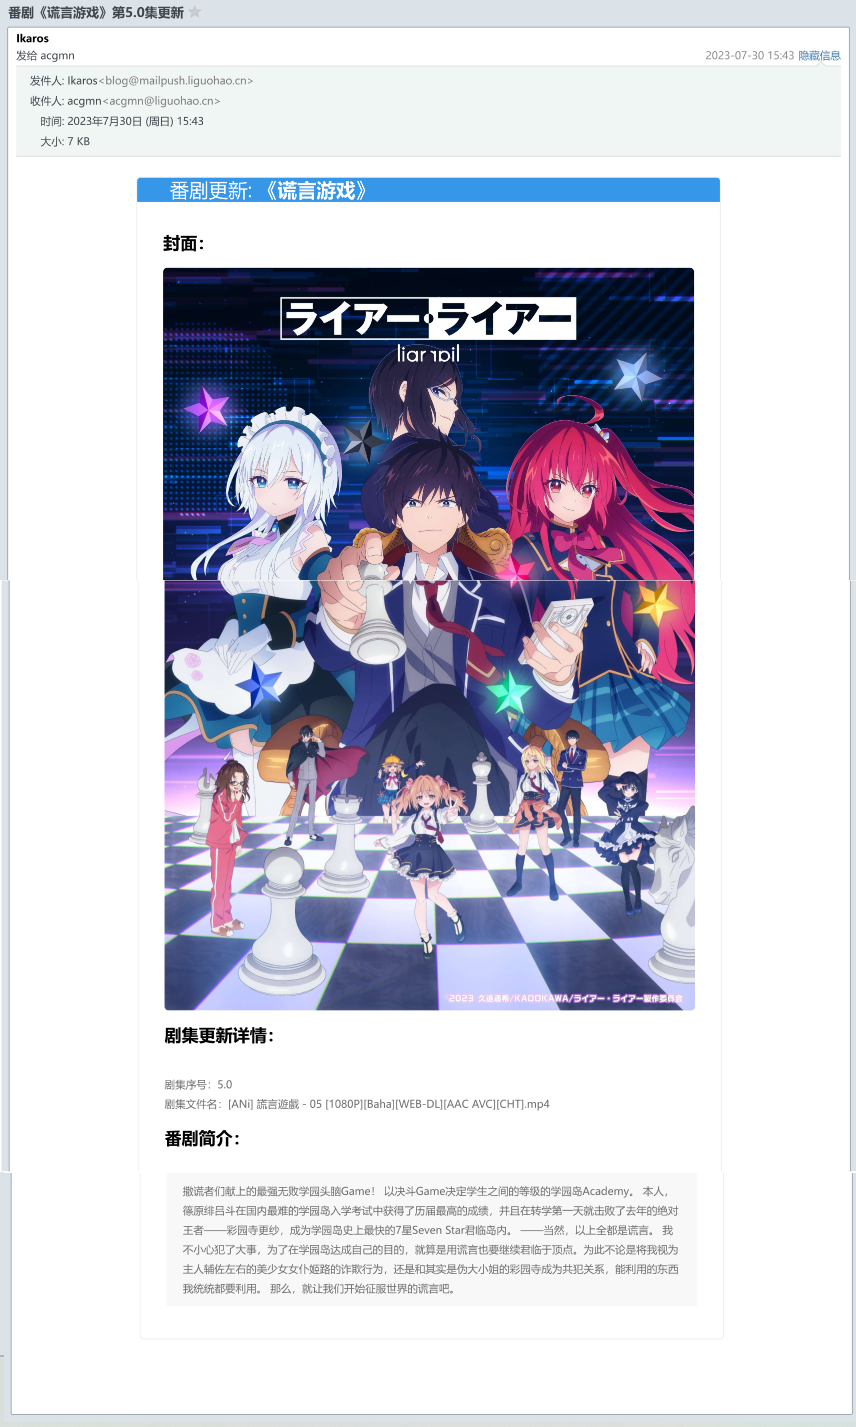 番剧《谎言游戏》第5.0集更新
Ikaros
发给 acgmn
2023-07-30 15:43 隐藏信息
发件人: Ikaros<blog@mailpush.liguohao.cn>
收件人: acgmn<acgmn@liguohao.cn>
时间: 2023年7月30日 (周日) 15:43
大小: 7 KB
番剧更新: 《谎言游戏》
封面：
ライアー・ライアー
liar liar
©2023 久追遥希/KADOKAWA/ライアー・ライアー製作委員会
剧集更新详情：
剧集序号：5.0
剧集文件名：[ANi] 謊言遊戲 - 05 [1080P][Baha][WEB-DL][AAC AVC][CHT].mp4
番剧简介：
撒谎者们献上的最强无败学园头脑Game！ 以决斗Game决定学生之间的等级的学园岛Academy。 本人，
篠原绯吕斗在国内最难的学园岛入学考试中获得了历届最高的成绩，并且在转学第一天就击败了去年的绝对
王者——彩园寺更纱，成为学园岛史上最快的7星Seven Star君临岛内。 ——当然，以上全都是谎言。 我
不小心犯了大事，为了在学园岛达成自己的目的，就算是用谎言也要继续君临于顶点。为此不论是将我视为
主人辅佐左右的美少女女仆姬路的诈欺行为，还是和其实是伪大小姐的彩园寺成为共犯关系，能利用的东西
我统统都要利用。 那么，就让我们开始征服世界的谎言吧。